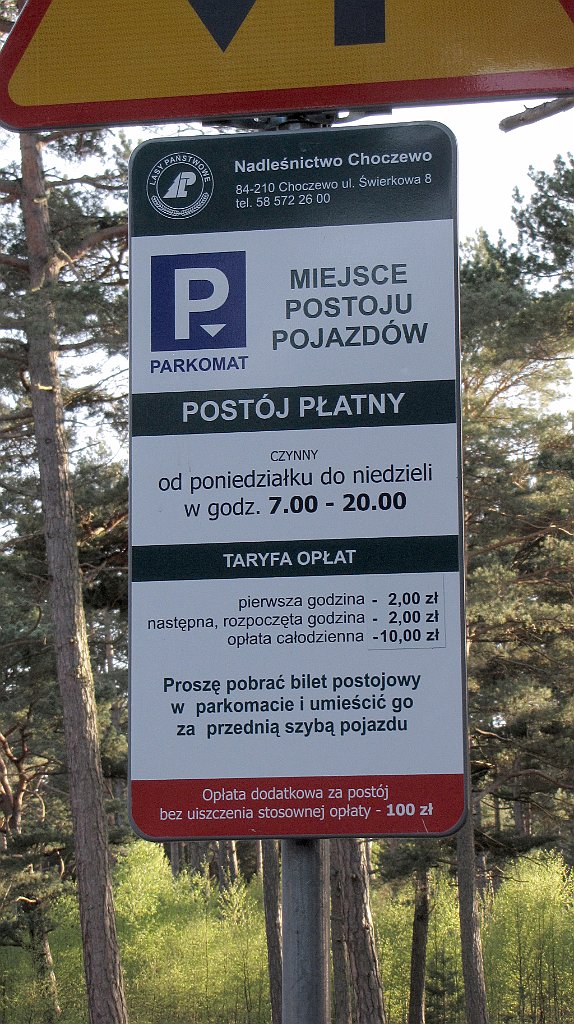 LASY PAŃSTWOWE
Nadleśnictwo Choczewo
84-210 Choczewo ul. Świerkowa 8
tel. 58 572 26 00
P
PARKOMAT
MIEJSCE
POSTOJU
POJAZDÓW
POSTÓJ PŁATNY
CZYNNY
od poniedziałku do niedzieli
w godz. 7.00 - 20.00
TARYFA OPŁAT
pierwsza godzina - 2,00 zł
następna, rozpoczęta godzina - 2,00 zł
opłata całodzienna -10,00 zł
Proszę pobrać bilet postojowy
w parkomacie i umieścić go
za przednią szybą pojazdu
Opłata dodatkowa za postój
bez uiszczenia stosownej opłaty - 100 zł